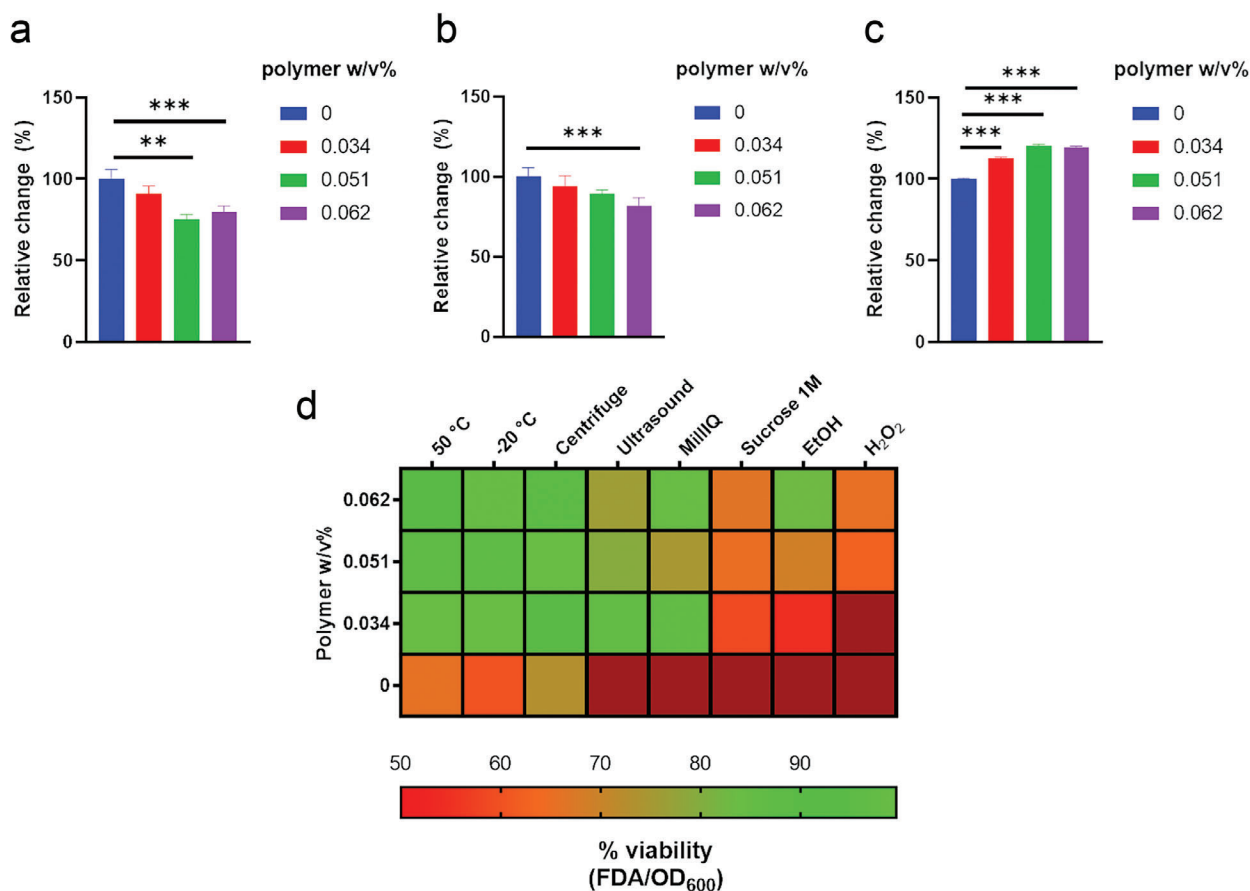 a
polymer w/v%
0
0.034
0.051
0.062
Relative change (%)
150
100
50
0
***
**
b
polymer w/v%
0
0.034
0.051
0.062
Relative change (%)
150
100
50
0
***
c
polymer w/v%
0
0.034
0.051
0.062
Relative change (%)
150
100
50
0
***
***
***
d
50 °C
-20 °C
Centrifuge
Ultrasound
MilliQ
Sucrose 1M
EtOH
H₂O₂
Polymer w/v%
0.062
0.051
0.034
0
50 60 70 80 90
% viability
(FDA/OD₆₀₀)